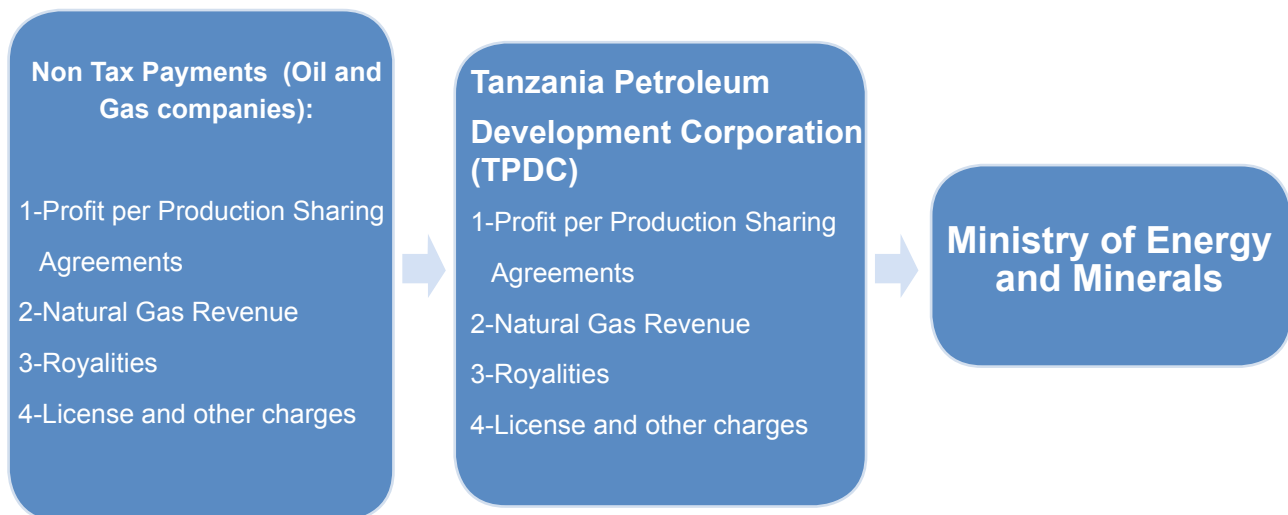 Non Tax Payments (Oil and
Gas companies):
1-Profit per Production Sharing
Agreements
2-Natural Gas Revenue
3-Royalities
4-License and other charges
Tanzania Petroleum
Development Corporation
(TPDC)
1-Profit per Production Sharing
Agreements
2-Natural Gas Revenue
3-Royalities
4-License and other charges
Ministry of Energy
and Minerals